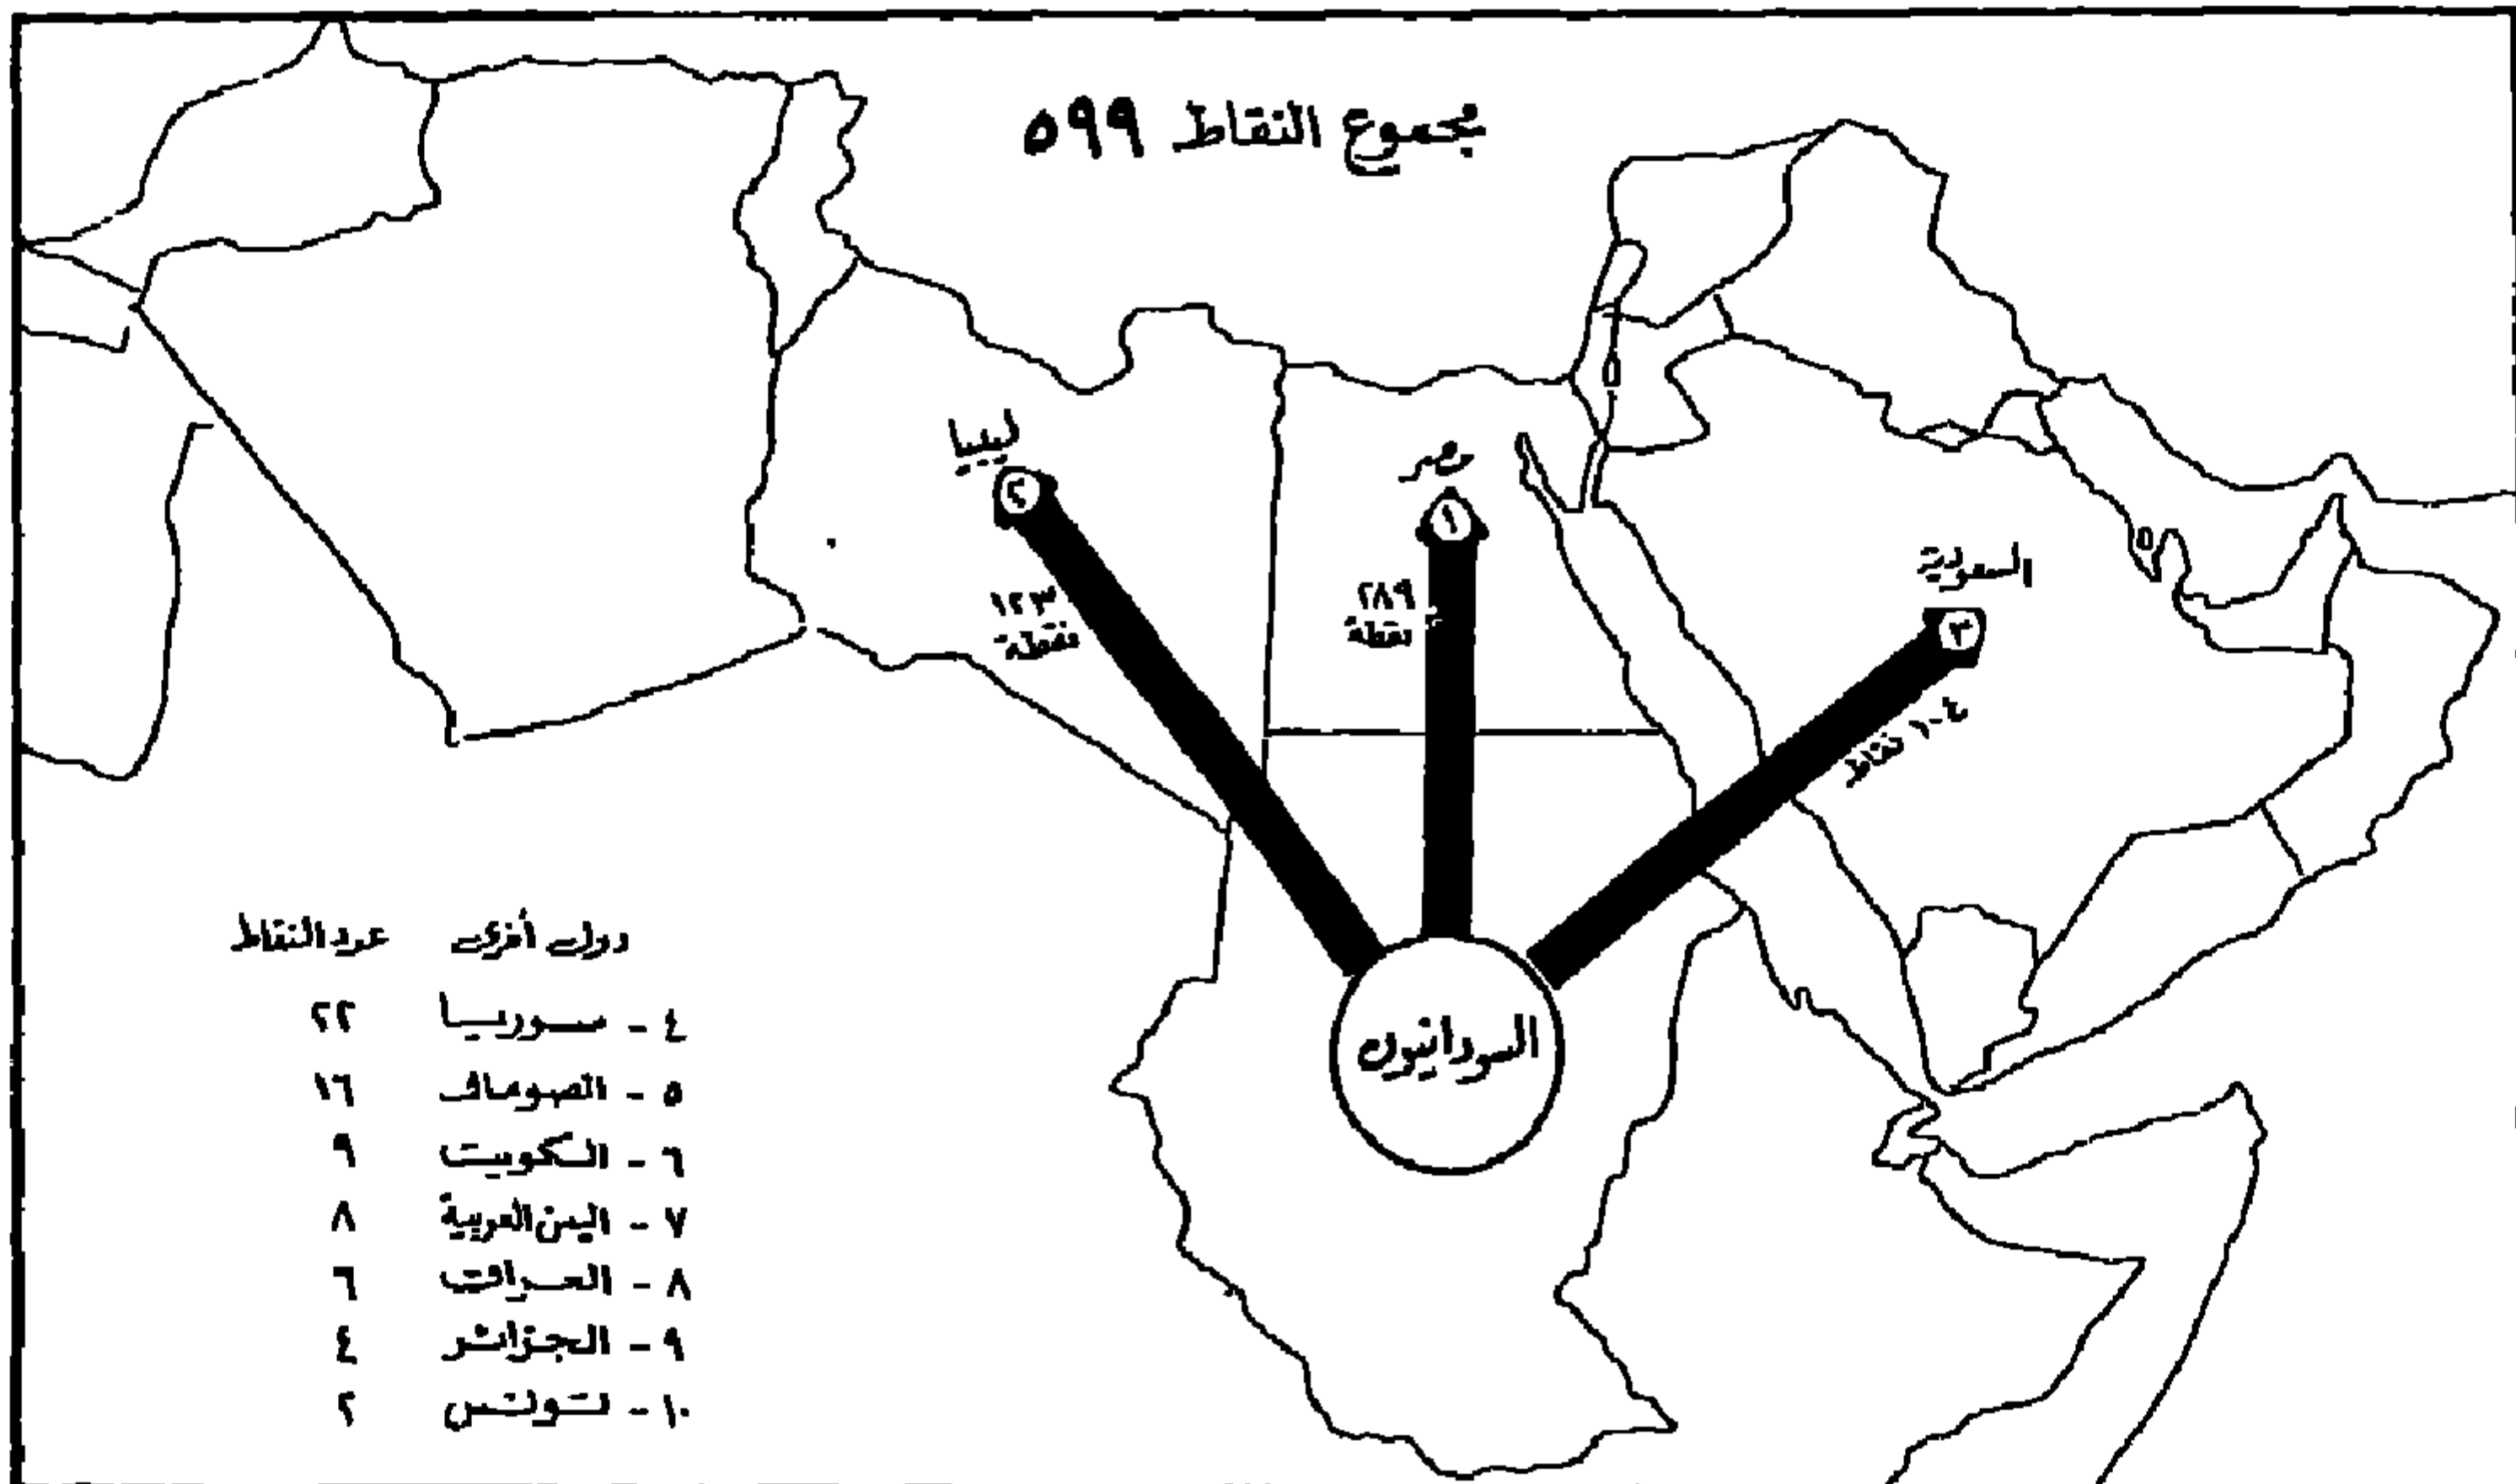 مجموع النقاط ٥٩٩
ليبيا
٢
١٢٣
نقطة
مصر
١
٢٨٩
نقطة
السعودية
٣
١٠٤ نقاط
السودانيون
دول أخرى عدد النقاط
٤ - سوريا ٢٢
٥ - الصومال ١٦
٦ - الكويت ٩
٧ - اليمن العربية ٨
٨ - العراق ٦
٩ - الجزائر ٤
١٠ - تونس ٢